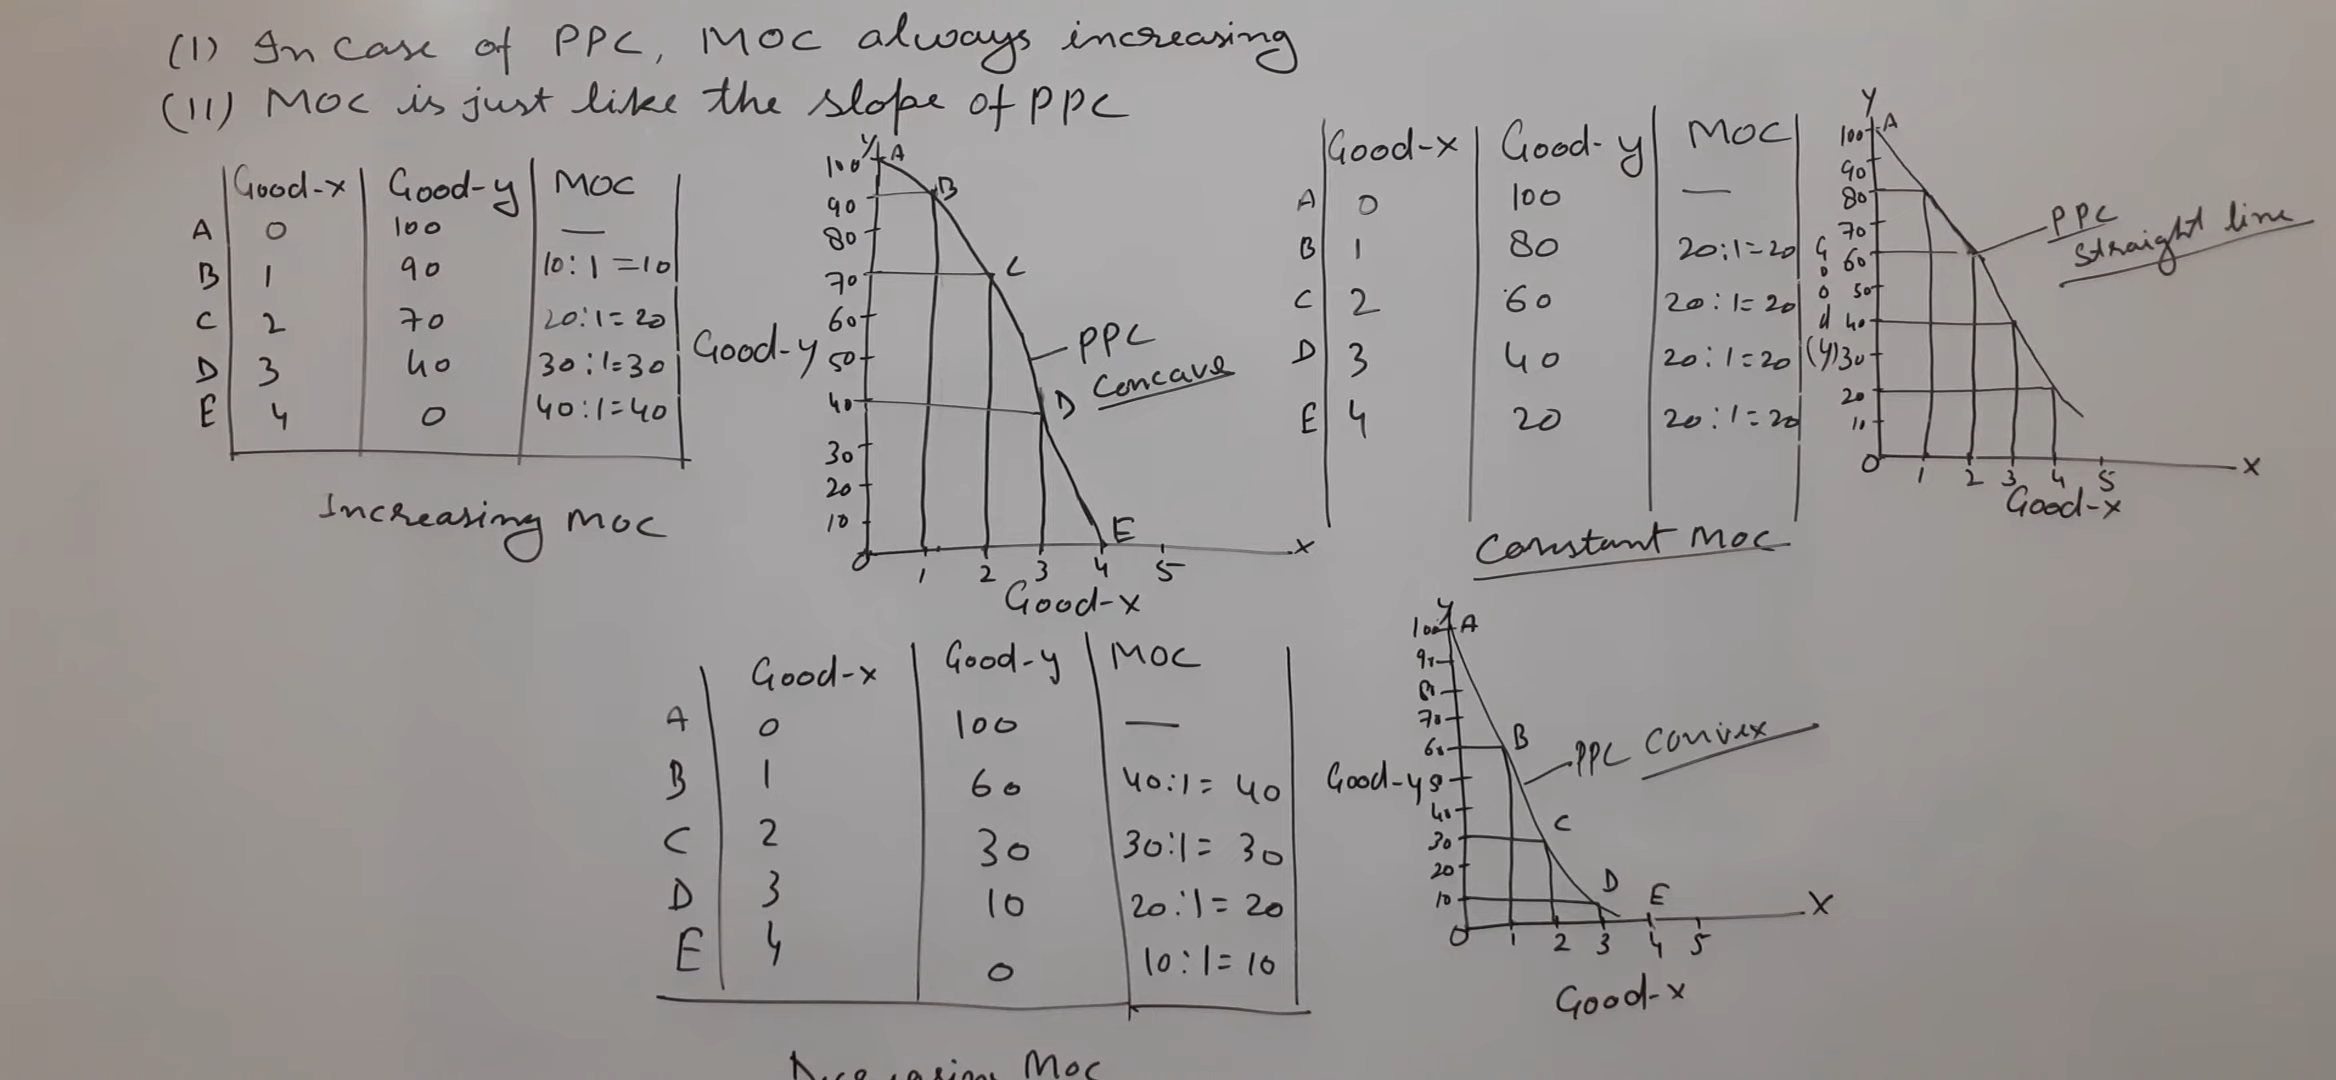 (I) In case of PPC, MOC always increasing
(II) MOC is just like the slope of PPC
Good-x Good-y MOC
A 0 100 —
B 1 90 10:1=10
C 2 70 20:1=20
D 3 40 30:1=30
E 4 0 40:1=40
Increasing MOC
Y
100 A
90 B
80
70 C
60
Good-y 50 PPC
Concave
40 D
30
20
10 E
0 1 2 3 4 5 X
Good-x
Good-x Good-y MOC
A 0 100 —
B 1 80 20:1=20
C 2 60 20:1=20
D 3 40 20:1=20
E 4 20 20:1=20
Constant MOC
Y
100 A
90
80
70 PPC
Straight line
60
50
40
30
20
10
Good (y)
0 1 2 3 4 5 X
Good-x
Good-x Good-y MOC
A 0 100 —
B 1 60 40:1=40
C 2 30 30:1=30
D 3 10 20:1=20
E 4 0 10:1=10
MOC
Y
100 A
70
60 B
PPC Convex
Good-y
40
30 C
20
10 D E
0 1 2 3 4 5 X
Good-x